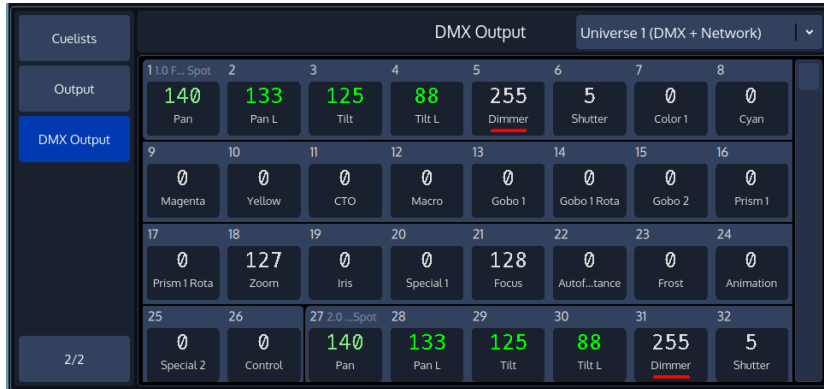 Cuelists
Output
DMX Output
2/2
DMX Output
Universe 1 (DMX + Network)
1 1.0 F... Spot 2 3 4 5 6 7 8
140 133 125 88 255 5 0 0
Pan Pan L Tilt Tilt L Dimmer Shutter Color 1 Cyan
9 10 11 12 13 14 15 16
0 0 0 0 0 0 0 0
Magenta Yellow CTO Macro Gobo 1 Gobo 1 Rota Gobo 2 Prism 1
17 18 19 20 21 22 23 24
0 127 0 0 128 0 0 0
Prism 1 Rota Zoom Iris Special 1 Focus Autof...tance Frost Animation
25 26 27 2.0 ...Spot 28 29 30 31 32
0 0 140 133 125 88 255 5
Special 2 Control Pan Pan L Tilt Tilt L Dimmer Shutter